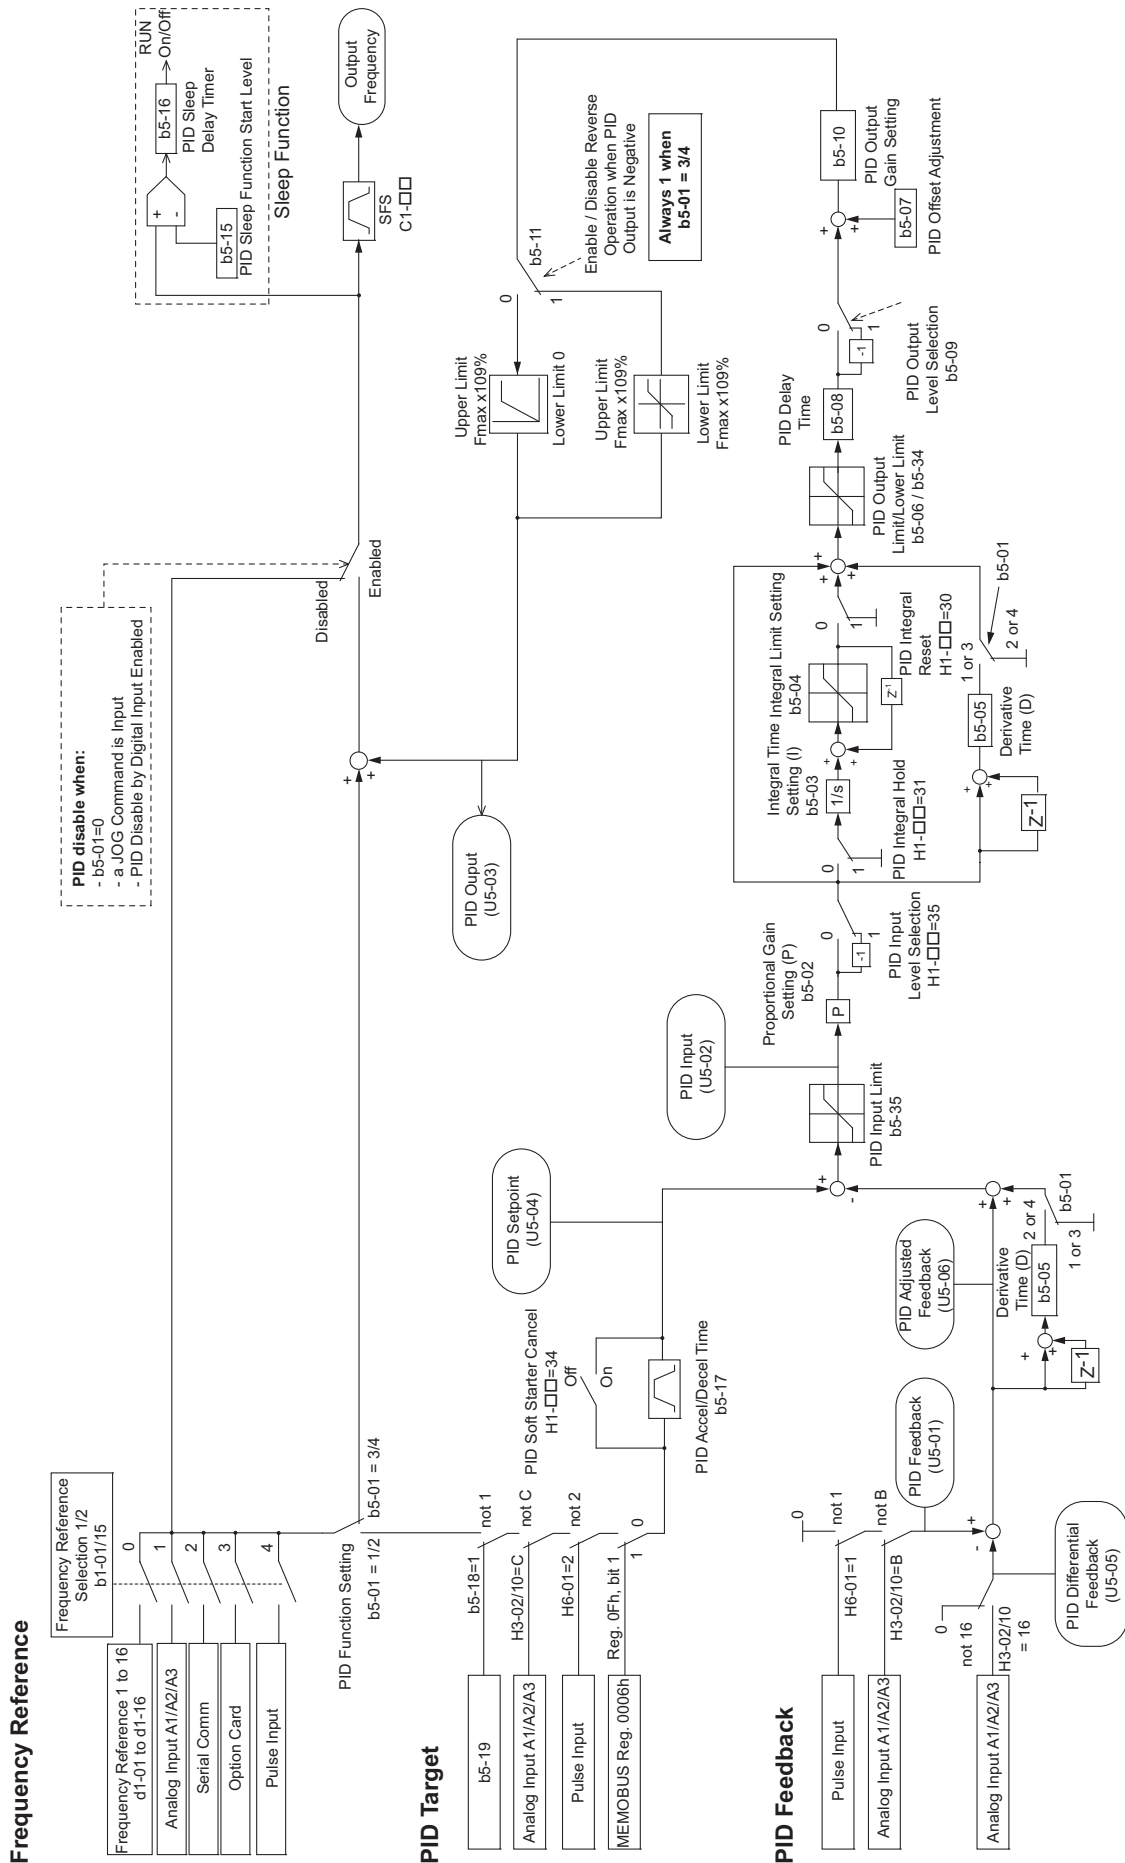 Frequency Reference
Frequency Reference
Selection 1/2
b1-01/15
Frequency Reference 1 to 16
d1-01 to d1-16
Analog Input A1/A2/A3
Serial Comm
Option Card
Pulse Input
0
1
2
3
4
PID Function Setting
b5-01 = 1/2
b5-01 = 3/4
PID disable when:
- b5-01=0
- a JOG Command is Input
- PID Disable by Digital Input Enabled
Disabled
Enabled
+
+
RUN
On/Off
b5-16
PID Sleep
Delay Timer
+
-
b5-15
PID Sleep Function Start Level
Sleep Function
SFS
C1-□□
Output
Frequency
PID Target
b5-19
Analog Input A1/A2/A3
Pulse Input
MEMOBUS Reg. 0006h
b5-18=1
not 1
H3-02/10=C
not C
H6-01=2
not 2
Reg. 0Fh, bit 1
1
0
PID Soft Starter Cancel
H1-□□=34
Off
On
PID Accel/Decel Time
b5-17
PID Setpoint
(U5-04)
PID Ouput
(U5-03)
Upper Limit
Fmax x109%
Lower Limit 0
Upper Limit
Fmax x109%
Lower Limit
Fmax x109%
0
1
b5-11
Enable / Disable Reverse
Operation when PID
Output is Negative
Always 1 when
b5-01 = 3/4
PID Feedback
Pulse Input
Analog Input A1/A2/A3
Analog Input A1/A2/A3
0
H6-01=1
not 1
H3-02/10=B
not B
PID Feedback
(U5-01)
0
not 16
H3-02/10
= 16
+
-
PID Differential
Feedback
(U5-05)
PID Adjusted
Feedback
(U5-06)
Z-1
+
+
Derivative
Time (D)
b5-05
2 or 4
1 or 3
b5-01
+
+
+
-
PID Input Limit
b5-35
PID Input
(U5-02)
Proportional Gain
Setting (P)
b5-02
P
-1
0
1
PID Input
Level Selection
H1-□□=35
0
1
PID Integral Hold
H1-□□=31
Integral Time
Setting (I)
b5-03
1/s
+
+
Integral Limit Setting
b5-04
Z-1
0
1
PID Integral
Reset
H1-□□=30
Z-1
+
+
b5-05
Derivative
Time (D)
1 or 3
2 or 4
b5-01
+
+
+
PID Output
Limit/Lower Limit
b5-06 / b5-34
PID Delay
Time
b5-08
-1
0
1
PID Output
Level Selection
b5-09
+
+
b5-07
PID Offset Adjustment
b5-10
PID Output
Gain Setting